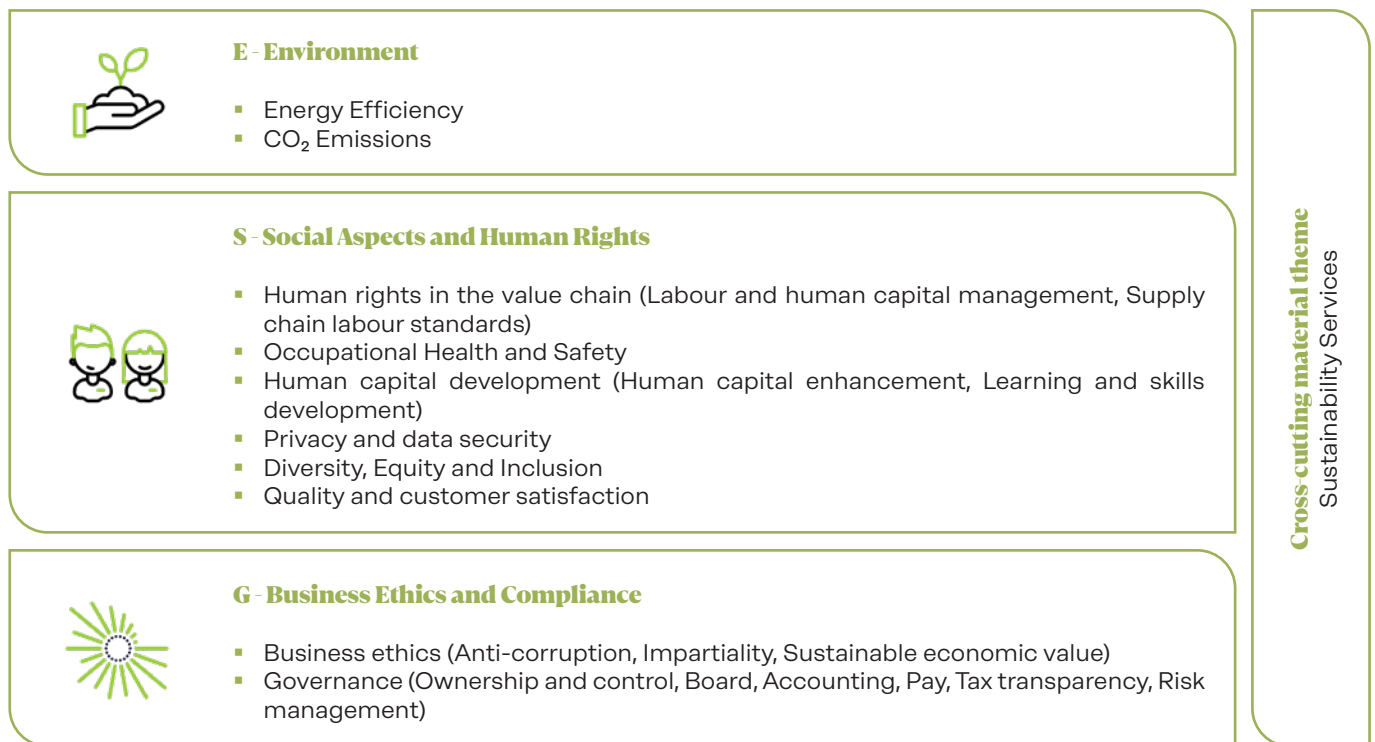 E - Environment
▪ Energy Efficiency
▪ CO₂ Emissions
S - Social Aspects and Human Rights
▪ Human rights in the value chain (Labour and human capital management, Supply
chain labour standards)
▪ Occupational Health and Safety
▪ Human capital development (Human capital enhancement, Learning and skills
development)
▪ Privacy and data security
▪ Diversity, Equity and Inclusion
▪ Quality and customer satisfaction
G - Business Ethics and Compliance
▪ Business ethics (Anti-corruption, Impartiality, Sustainable economic value)
▪ Governance (Ownership and control, Board, Accounting, Pay, Tax transparency, Risk
management)
Cross-cutting material theme
Sustainability Services